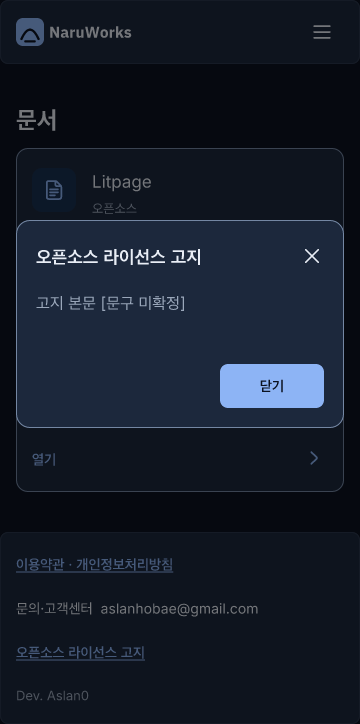 NaruWorks
문서
Litpage
오픈소스
오픈소스 라이선스 고지
고지 본문 [문구 미확정]
닫기
열기
이용약관 · 개인정보처리방침
문의·고객센터 aslanhobae@gmail.com
오픈소스 라이선스 고지
Dev. Aslan0